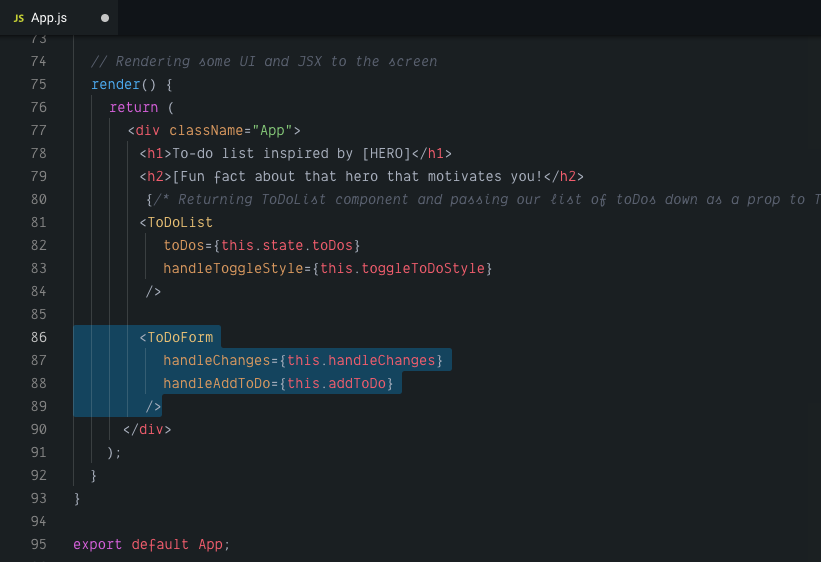 JS App.js
73
74 // Rendering some UI and JSX to the screen
75 render() {
76 return (
77 <div className="App">
78 <h1>To-do list inspired by [HERO]</h1>
79 <h2>[Fun fact about that hero that motivates you!</h2>
80 {/* Returning ToDoList component and passing our list of toDos down as a prop to T
81 <ToDoList
82 toDos={this.state.toDos}
83 handleToggleStyle={this.toggleToDoStyle}
84 />
85
86 <ToDoForm
87 handleChanges={this.handleChanges}
88 handleAddToDo={this.addToDo}
89 />
90 </div>
91 );
92 }
93 }
94
95 export default App;